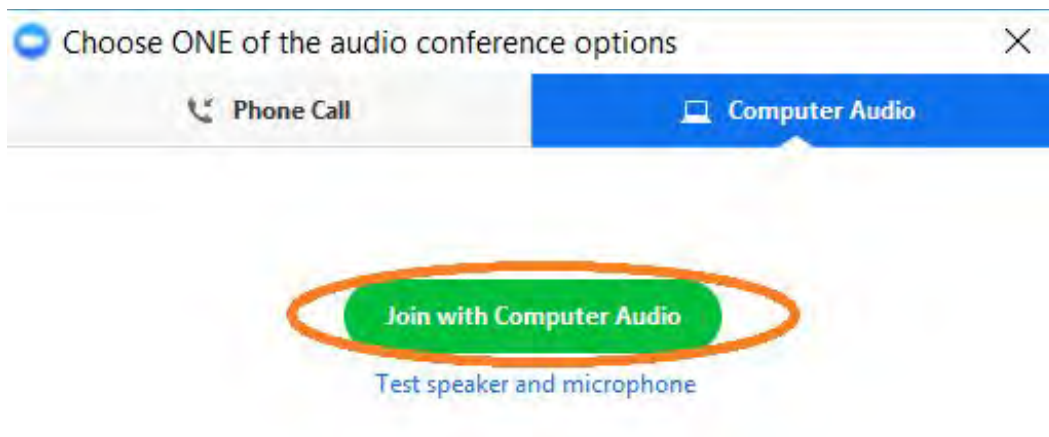 Choose ONE of the audio conference options
Phone Call
Computer Audio
Join with Computer Audio
Test speaker and microphone